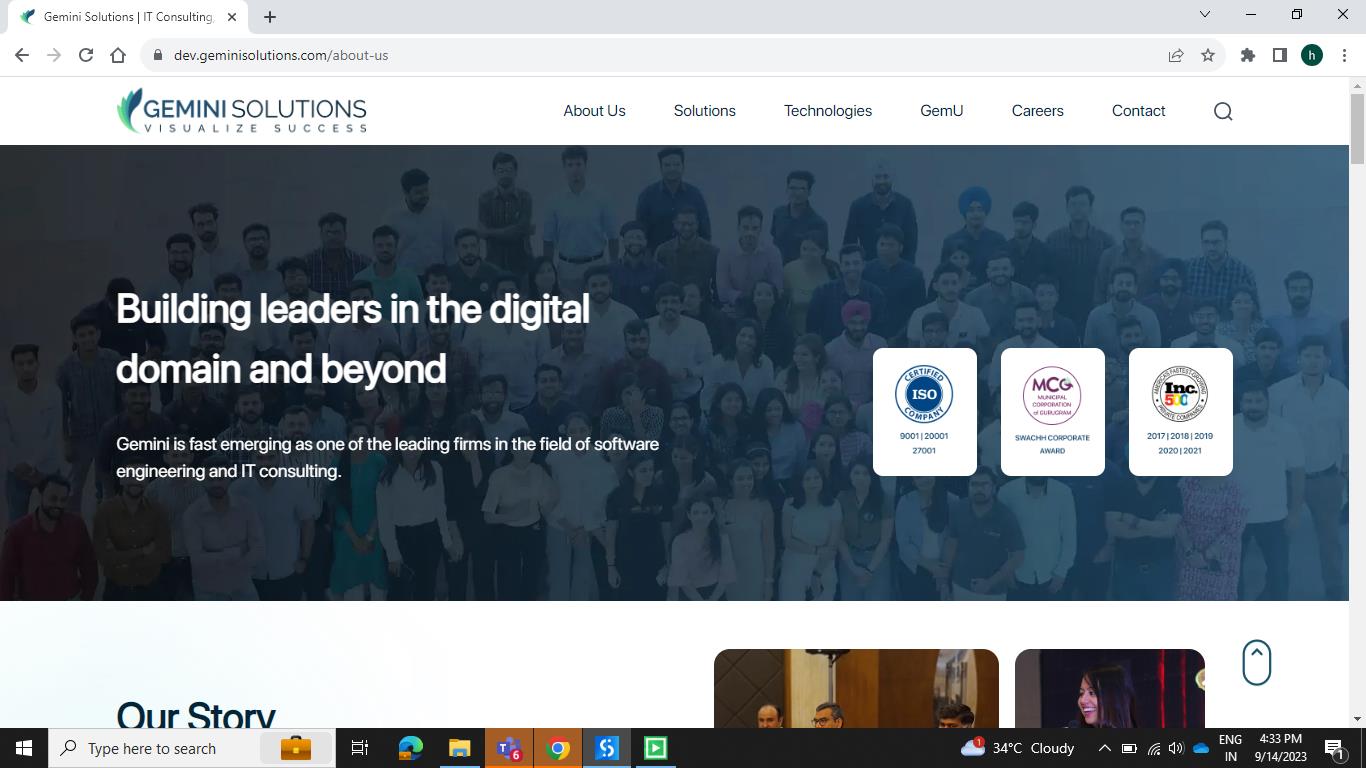 Gemini Solutions | IT Consulting,
dev.geminisolutions.com/about-us
h
GEMINI SOLUTIONS
VISUALIZE SUCCESS
About Us
Solutions
Technologies
GemU
Careers
Contact
Building leaders in the digital
domain and beyond
Gemini is fast emerging as one of the leading firms in the field of software
engineering and IT consulting.
CERTIFIED
ISO
COMPANY
9001 | 20001
27001
MCG
MUNICIPAL
CORPORATION
of GURUGRAM
SWACHH CORPORATE
AWARD
AMERICA'S FASTEST-GROWING
Inc.
500
PRIVATE COMPANIES
2017 | 2018 | 2019
2020 | 2021
Our Story
Type here to search
6
1
34°C Cloudy
ENG
IN
4:33 PM
9/14/2023
1